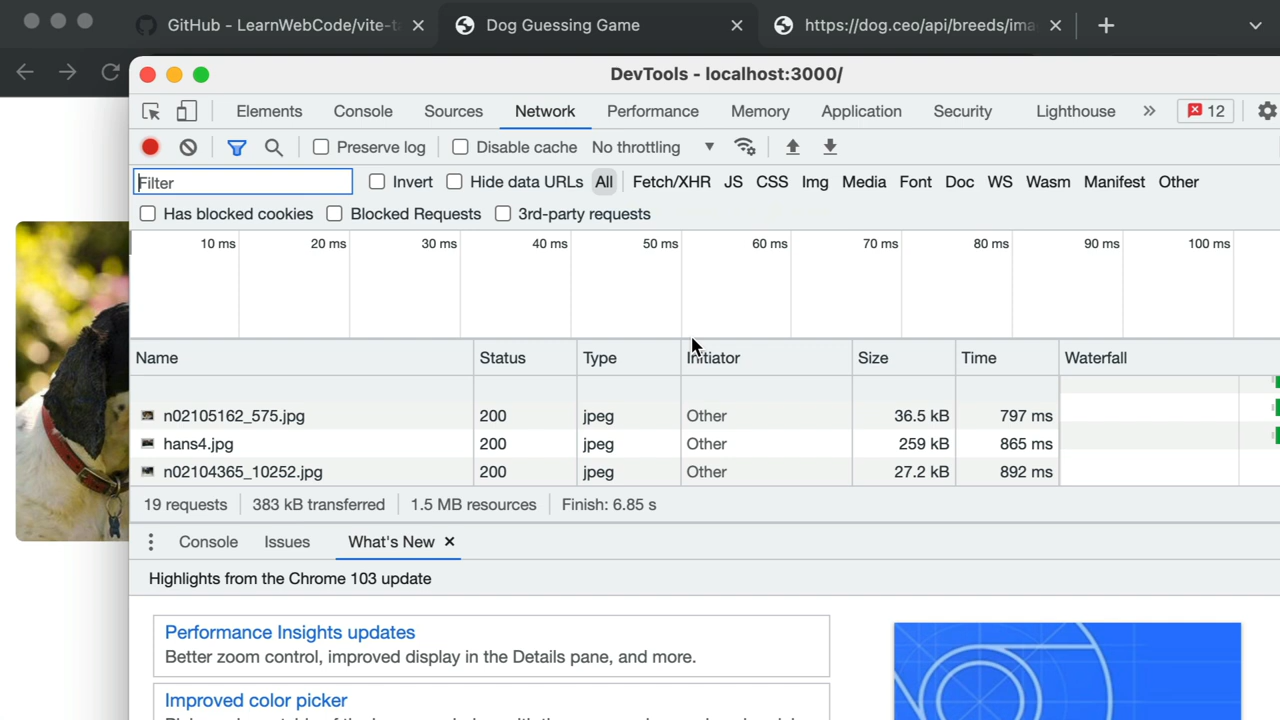 GitHub - LearnWebCode/vite-ta
Dog Guessing Game
https://dog.ceo/api/breeds/ima
DevTools - localhost:3000/
Elements Console Sources Network Performance Memory Application Security Lighthouse » 12
Preserve log Disable cache No throttling
Filter Invert Hide data URLs All Fetch/XHR JS CSS Img Media Font Doc WS Wasm Manifest Other
Has blocked cookies Blocked Requests 3rd-party requests
10 ms 20 ms 30 ms 40 ms 50 ms 60 ms 70 ms 80 ms 90 ms 100 ms
Name Status Type Initiator Size Time Waterfall
n02105162_575.jpg 200 jpeg Other 36.5 kB 797 ms
hans4.jpg 200 jpeg Other 259 kB 865 ms
n02104365_10252.jpg 200 jpeg Other 27.2 kB 892 ms
19 requests 383 kB transferred 1.5 MB resources Finish: 6.85 s
Console Issues What's New
Highlights from the Chrome 103 update
Performance Insights updates
Better zoom control, improved display in the Details pane, and more.
Improved color picker